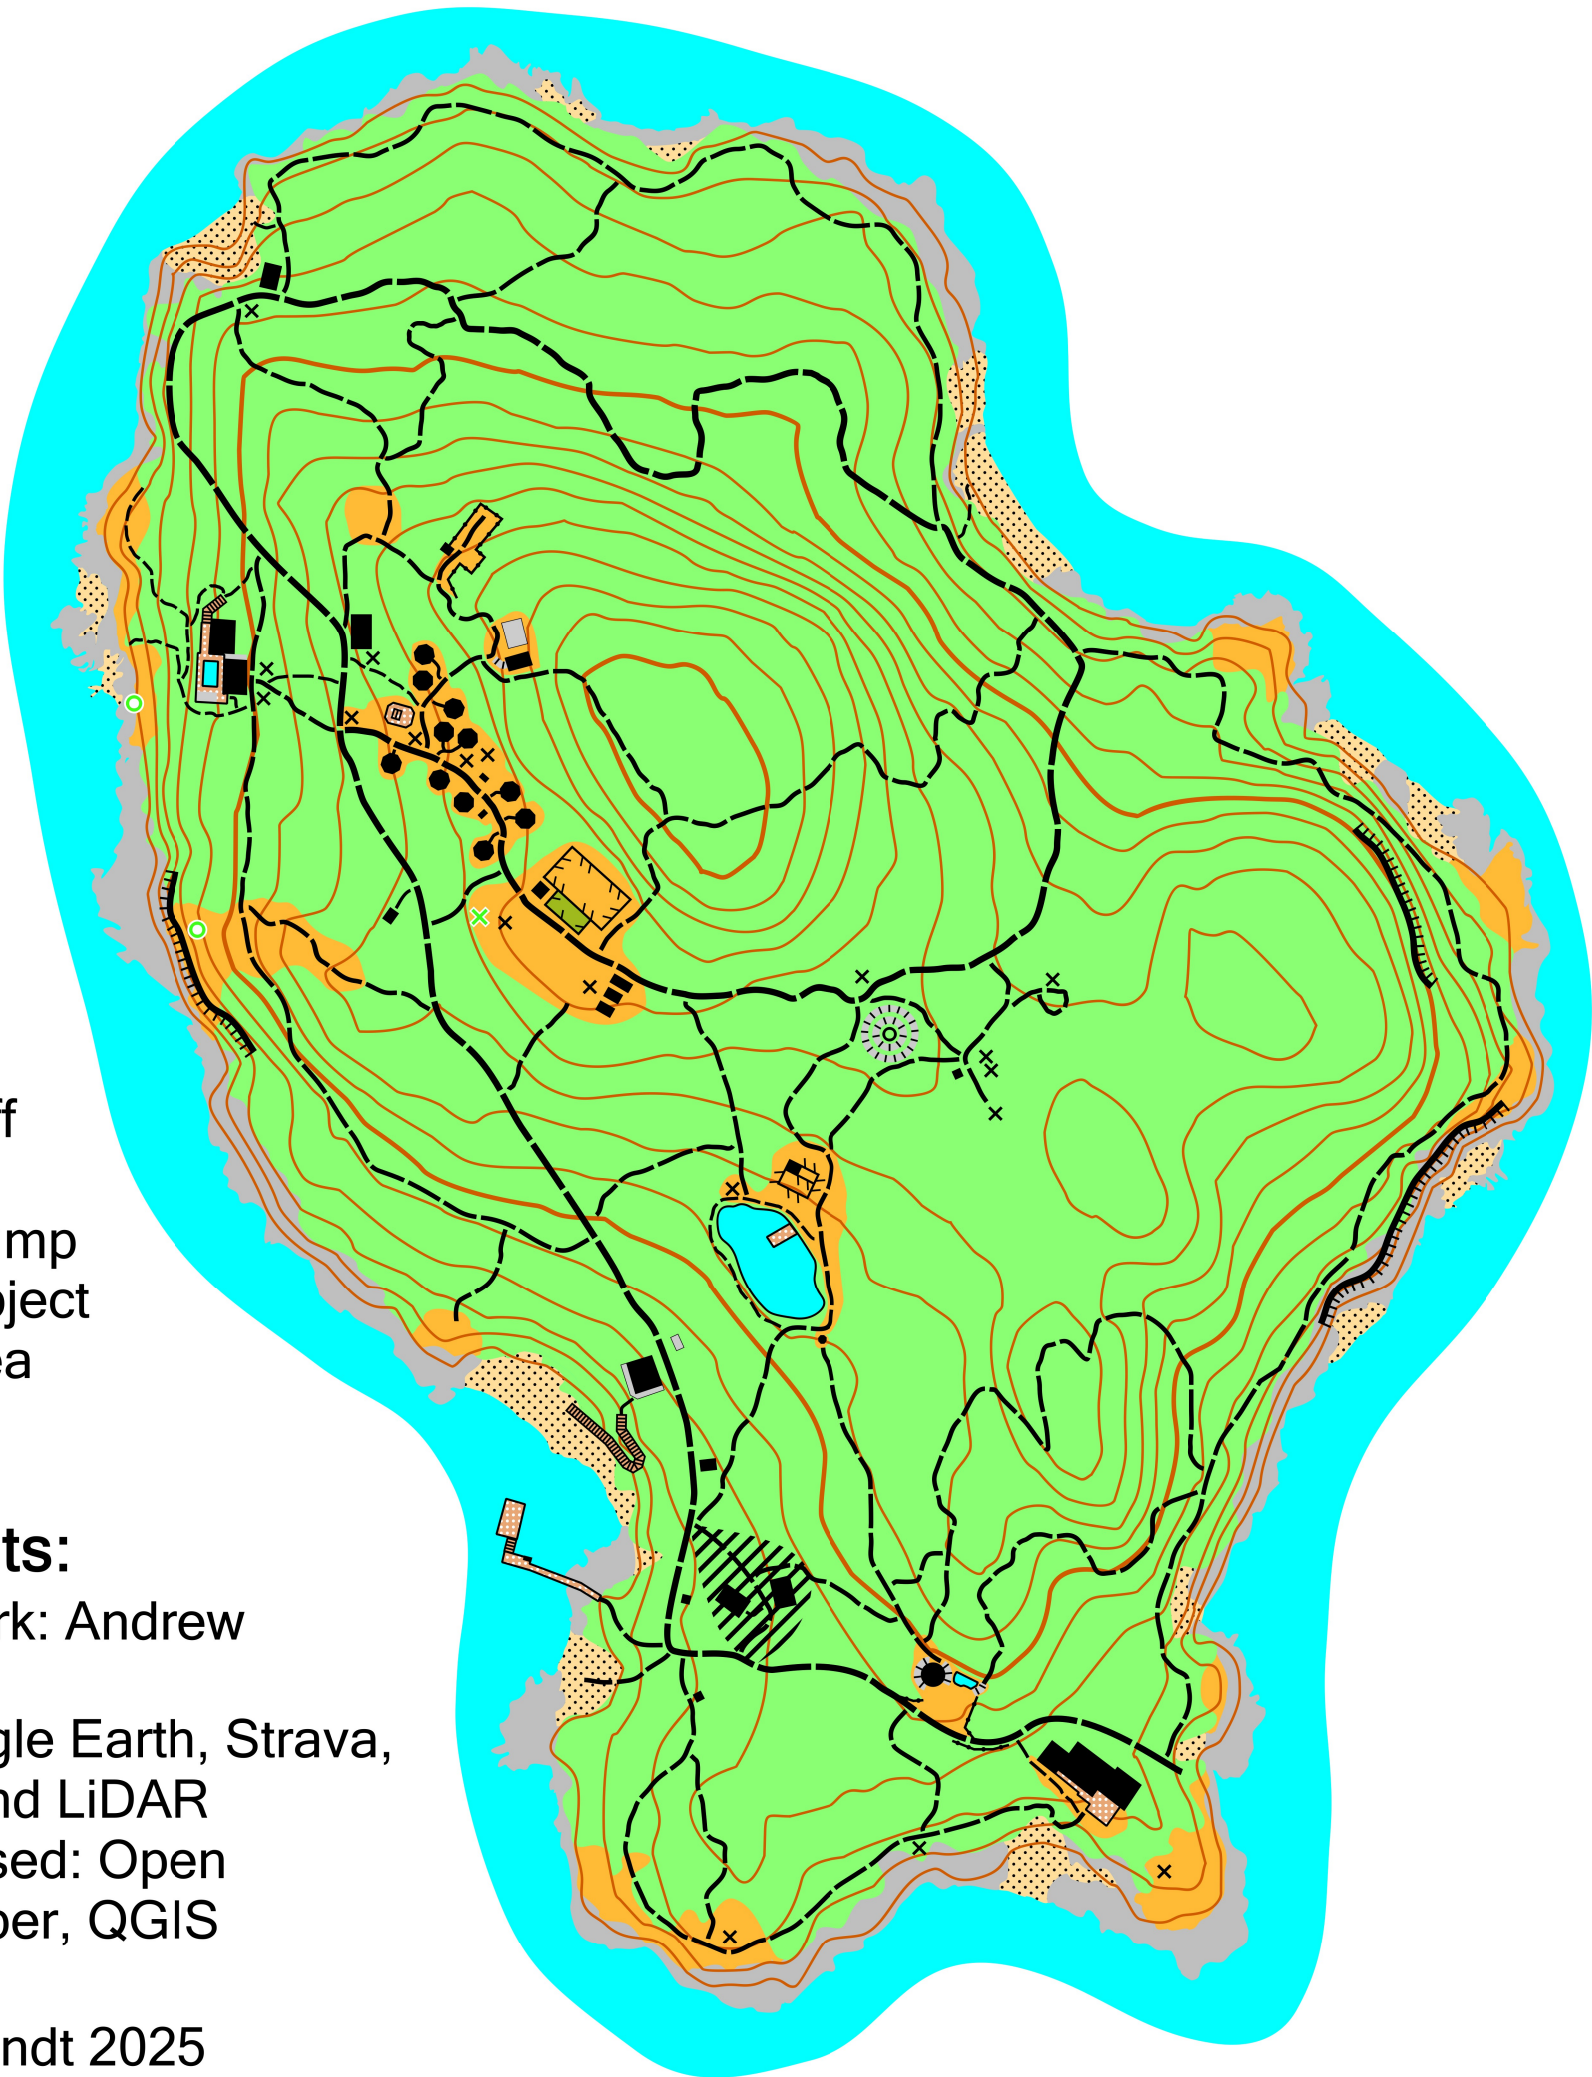 ff
mp
oject
ea
ts:
rk: Andrew
gle Earth, Strava,
nd LiDAR
sed: Open
per, QGIS
ndt 2025